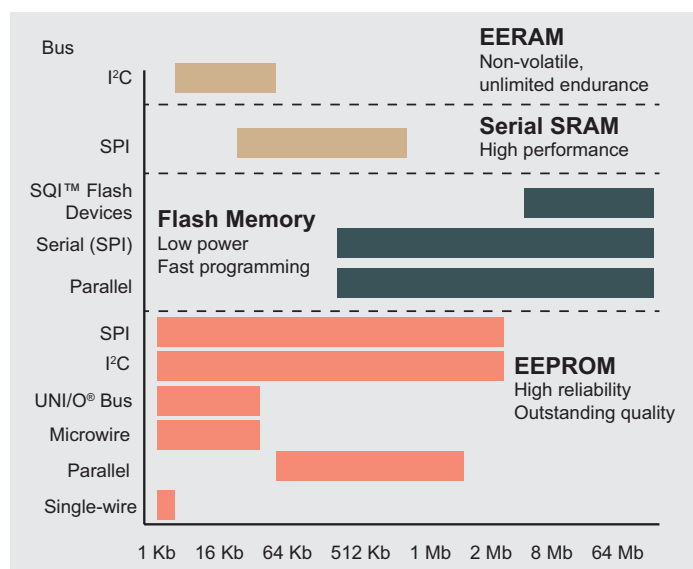 Bus
EERAM
Non-volatile,
unlimited endurance
I²C
Serial SRAM
High performance
SPI
SQI™ Flash
Devices
Flash Memory
Low power
Fast programming
Serial (SPI)
Parallel
SPI
I²C
EEPROM
High reliability
Outstanding quality
UNI/O® Bus
Microwire
Parallel
Single-wire
1 Kb 16 Kb 64 Kb 512 Kb 1 Mb 2 Mb 8 Mb 64 Mb